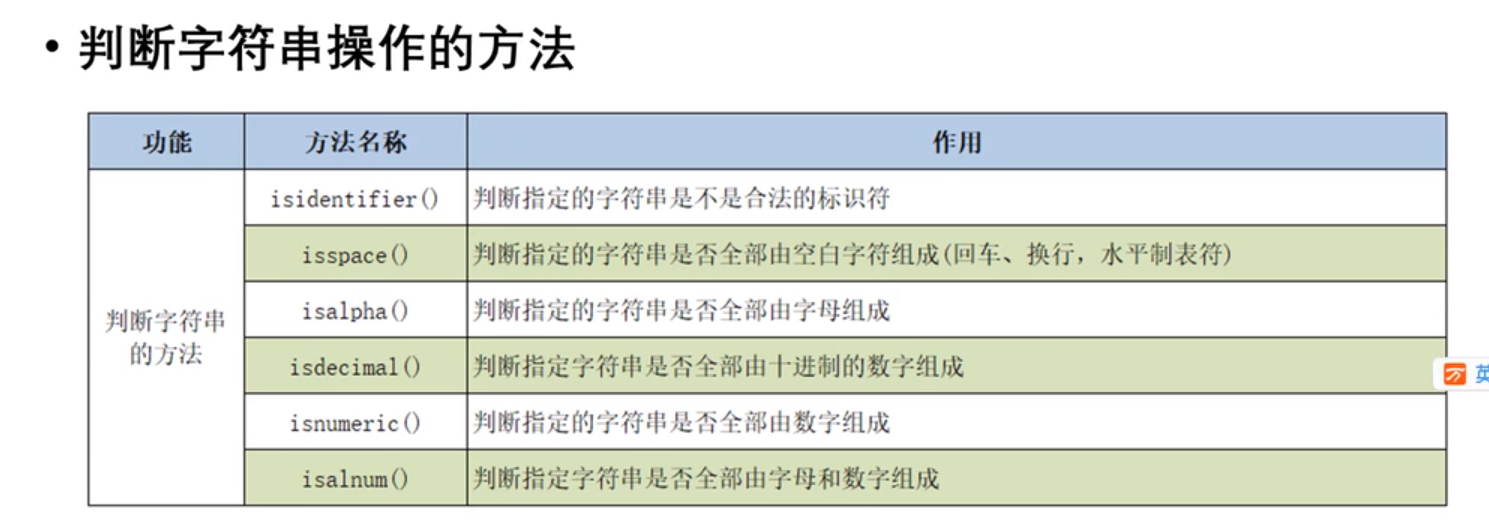 • 判断字符串操作的方法
功能 方法名称 作用
isidentifier() 判断指定的字符串是不是合法的标识符
isspace() 判断指定的字符串是否全部由空白字符组成(回车、换行，水平制表符)
isalpha() 判断指定的字符串是否全部由字母组成
判断字符串
的方法
isdecimal() 判断指定字符串是否全部由十进制的数字组成
isnumeric() 判断指定的字符串是否全部由数字组成
isalnum() 判断指定字符串是否全部由字母和数字组成
英